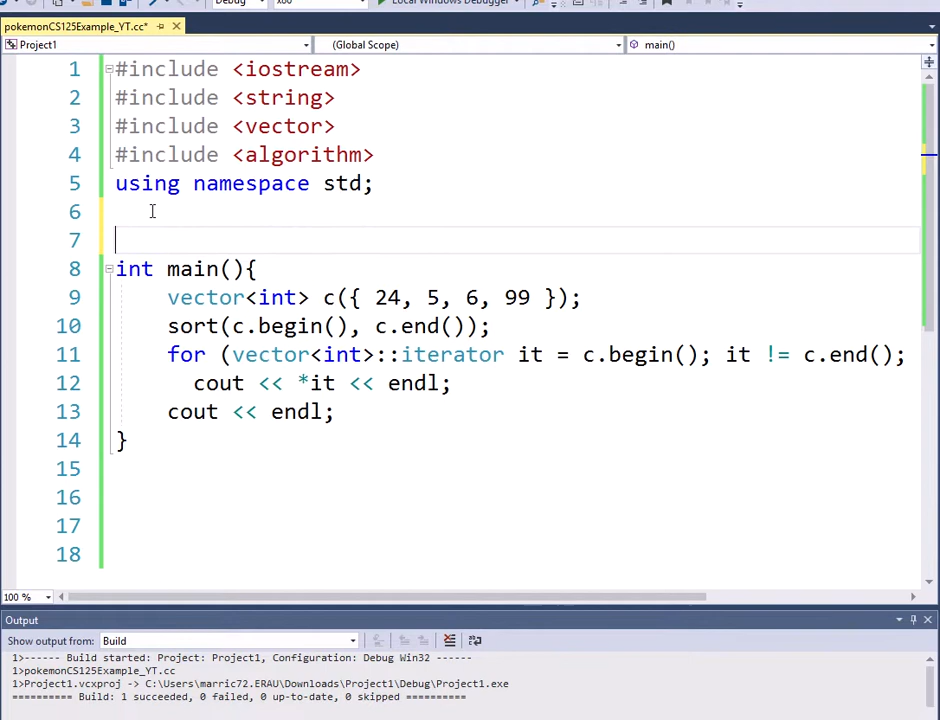 Debug x86 Local Windows Debugger
pokemonCS125Example_YT.cc*
Project1 (Global Scope) main()
1 #include <iostream>
2 #include <string>
3 #include <vector>
4 #include <algorithm>
5 using namespace std;
6
7
8 int main(){
9 vector<int> c({ 24, 5, 6, 99 });
10 sort(c.begin(), c.end());
11 for (vector<int>::iterator it = c.begin(); it != c.end();
12 cout << *it << endl;
13 cout << endl;
14 }
15
16
17
18
100 %
Output
Show output from: Build
1>------ Build started: Project: Project1, Configuration: Debug Win32 ------
1>pokemonCS125Example_YT.cc
1>Project1.vcxproj -> C:\Users\marric72.ERAU\Downloads\Project1\Debug\Project1.exe
========== Build: 1 succeeded, 0 failed, 0 up-to-date, 0 skipped ==========